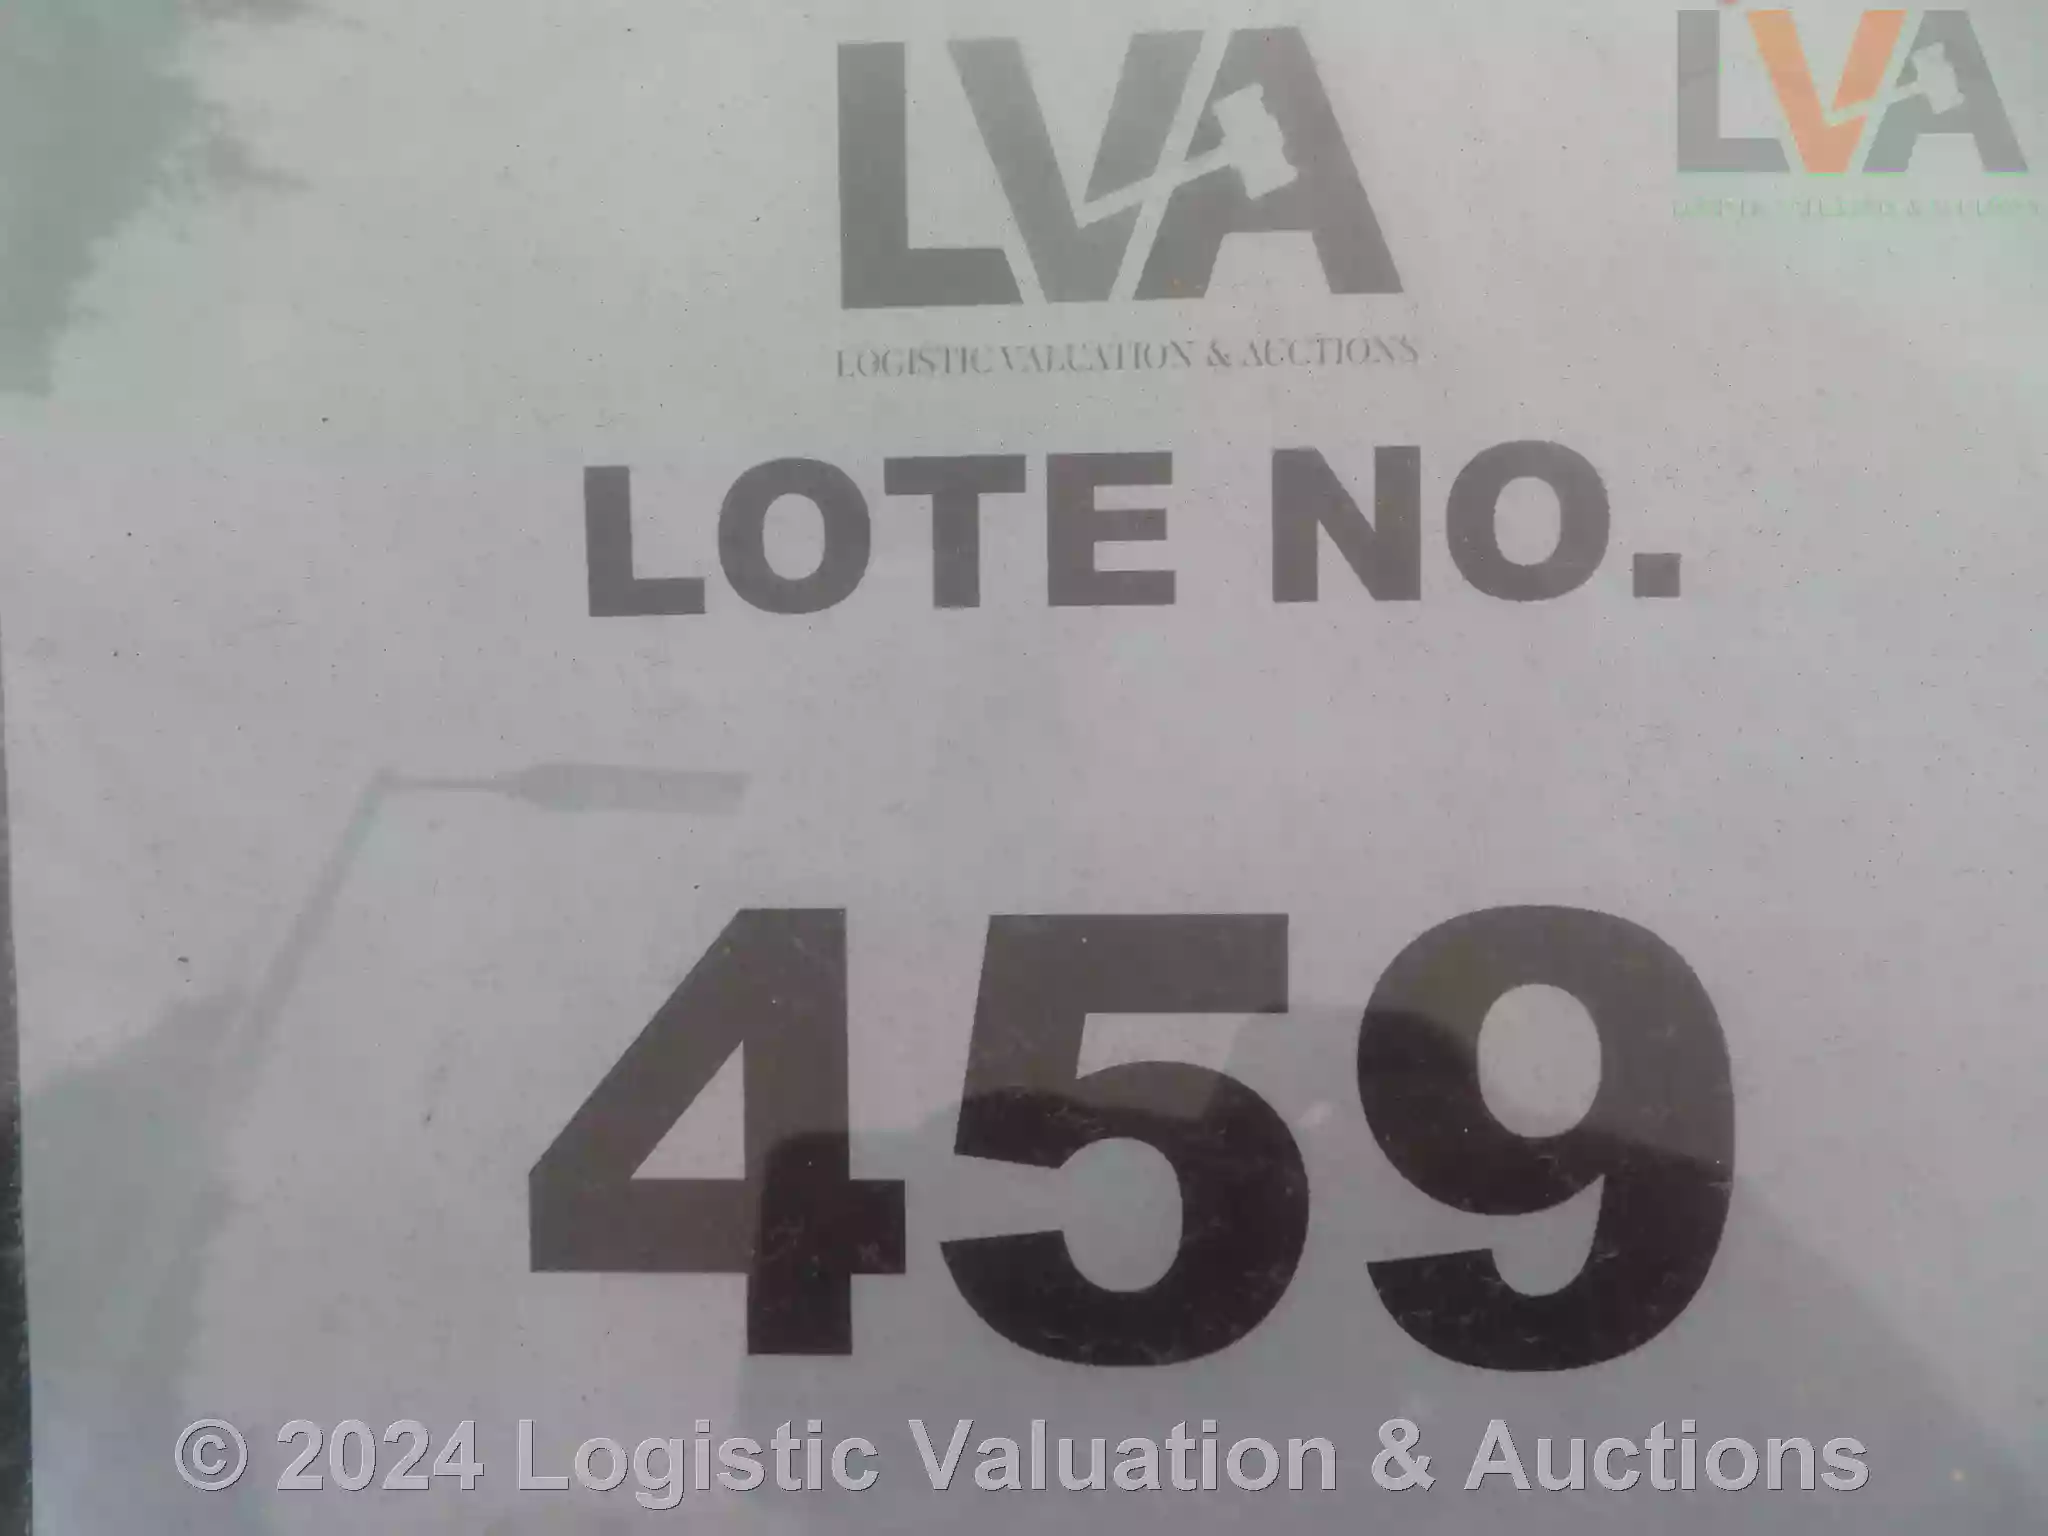 LVA
LVA
LOGISTIC VALUATION & AUCTIONS
LOTE NO.
459
© 2024 Logistic Valuation & Auctions